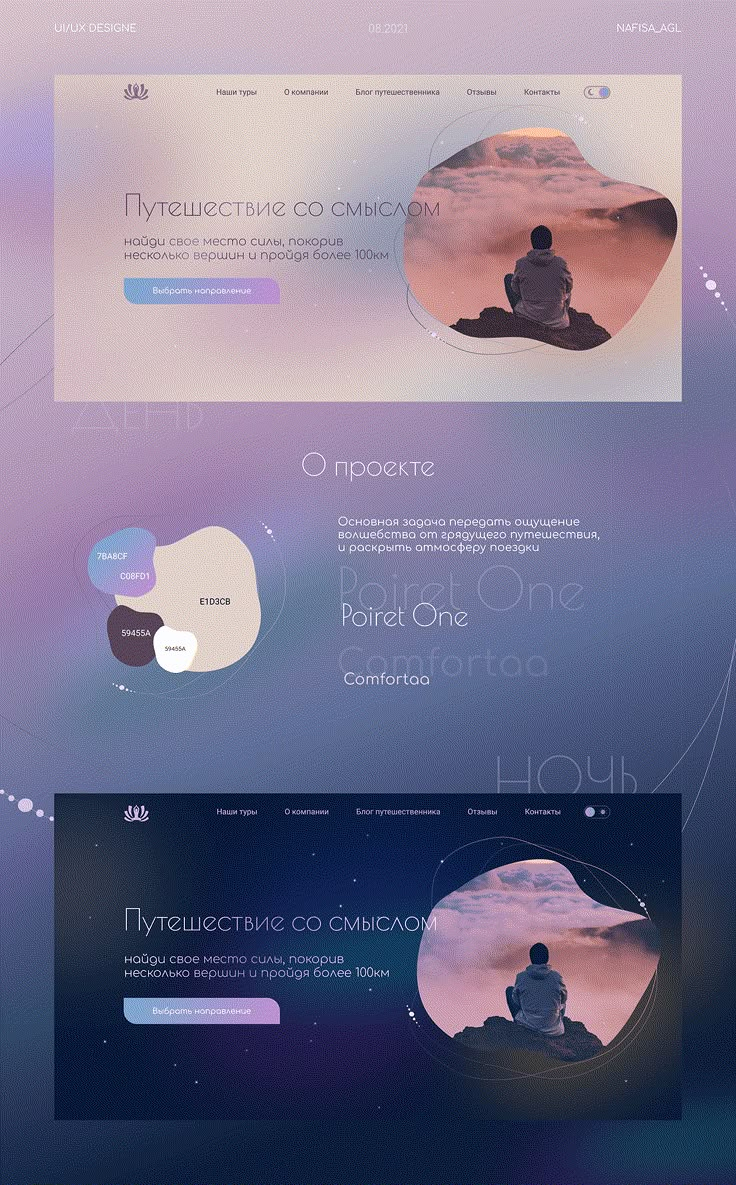 UI/UX DESIGNE
08.2021
NAFISA_AGL
Наши туры
О компании
Блог путешественника
Отзывы
Контакты
Путешествие со смыслом
найди свое место силы, покорив
несколько вершин и пройдя более 100км
Выбрать направление
ДЕНЬ
О проекте
7BA8CF
C08FD1
E1D3CB
59455A
59455A
Основная задача передать ощущение
волшебства от грядущего путешествия,
и раскрыть атмосферу поездки
Poiret One
Poiret One
Comfortaa
Comfortaa
НОЧЬ
Наши туры
О компании
Блог путешественника
Отзывы
Контакты
Путешествие со смыслом
найди свое место силы, покорив
несколько вершин и пройдя более 100км
Выбрать направление